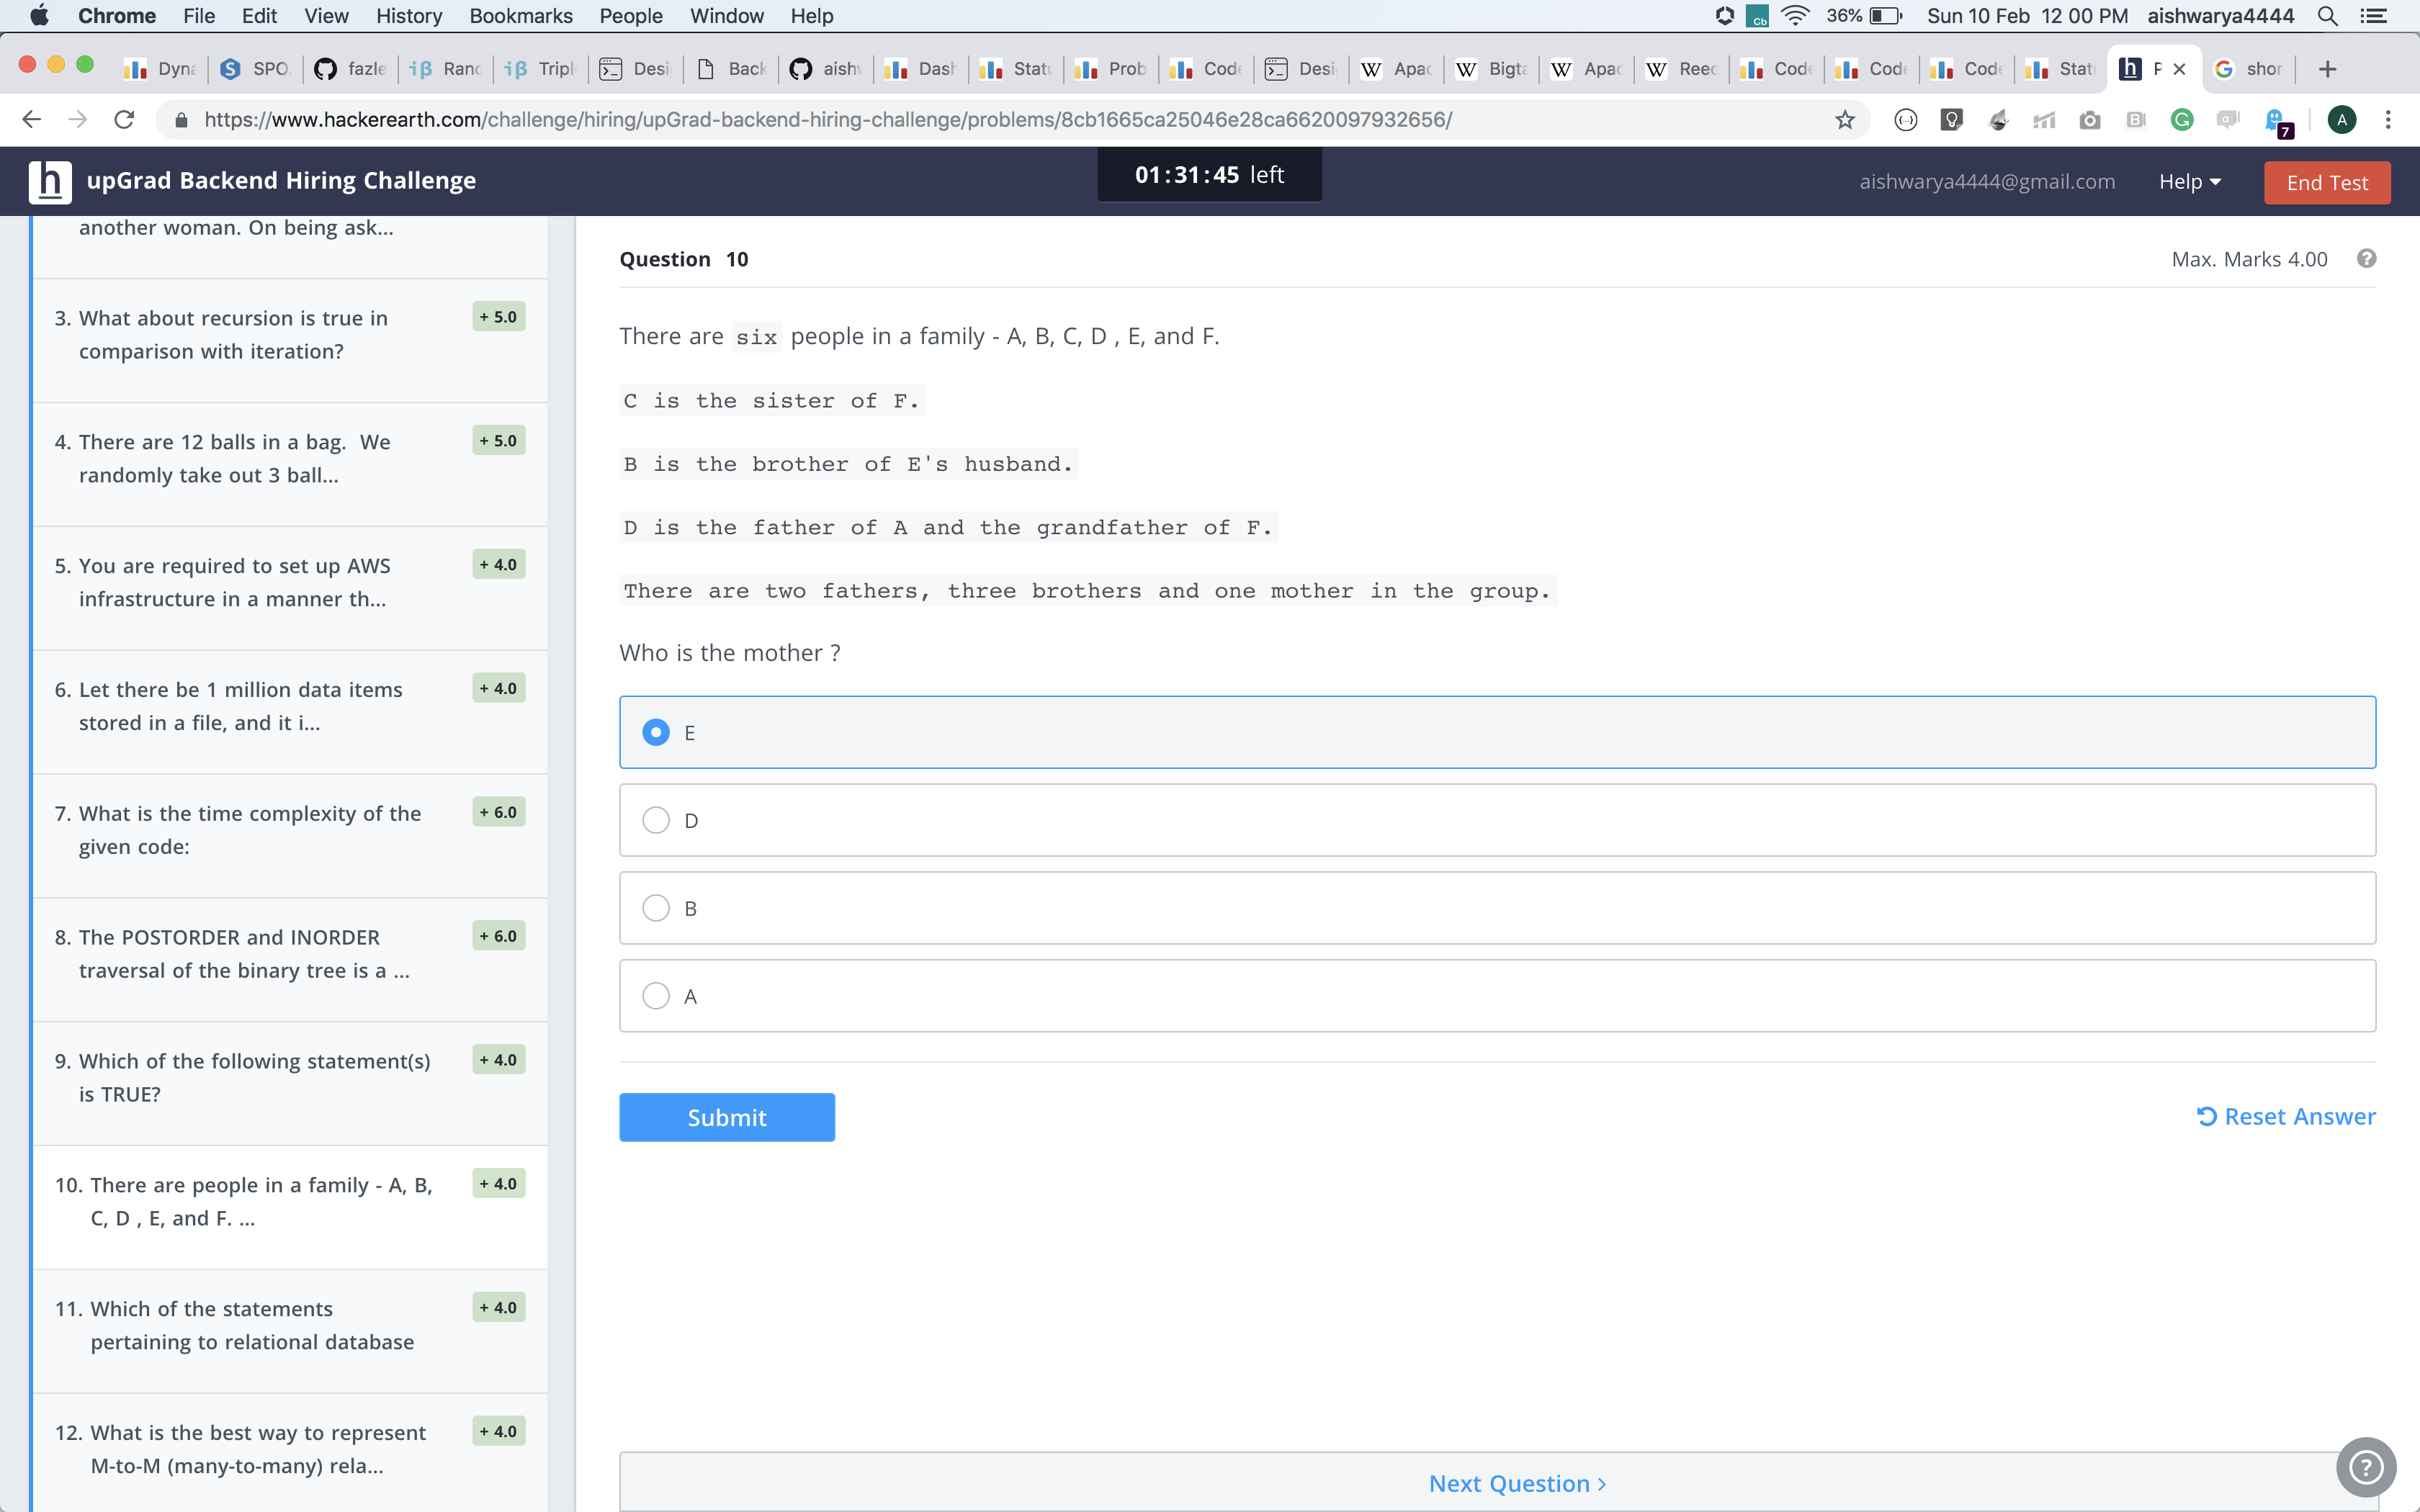 Chrome File Edit View History Bookmarks People Window Help 36% Sun 10 Feb 12 00 PM aishwarya4444
Dyna SPO. fazle Ranc Tripl Desi Back aish Dash Stat Prob Code Desi Apac Bigta Apac Reec Code Code Code Stat F shor
https://www.hackerearth.com/challenge/hiring/upGrad-backend-hiring-challenge/problems/8cb1665ca25046e28ca6620097932656/
7
A
upGrad Backend Hiring Challenge
01:31:45 left
aishwarya4444@gmail.com Help End Test
another woman. On being ask...
3. What about recursion is true in + 5.0
comparison with iteration?
4. There are 12 balls in a bag. We + 5.0
randomly take out 3 ball...
5. You are required to set up AWS + 4.0
infrastructure in a manner th...
6. Let there be 1 million data items + 4.0
stored in a file, and it i...
7. What is the time complexity of the + 6.0
given code:
8. The POSTORDER and INORDER + 6.0
traversal of the binary tree is a ...
9. Which of the following statement(s) + 4.0
is TRUE?
10. There are people in a family - A, B, + 4.0
C, D , E, and F. ...
11. Which of the statements + 4.0
pertaining to relational database
12. What is the best way to represent + 4.0
M-to-M (many-to-many) rela...
Question 10 Max. Marks 4.00
There are six people in a family - A, B, C, D , E, and F.
C is the sister of F.
B is the brother of E's husband.
D is the father of A and the grandfather of F.
There are two fathers, three brothers and one mother in the group.
Who is the mother ?
E
D
B
A
Submit Reset Answer
Next Question >